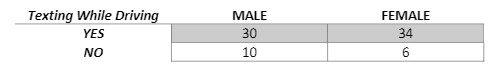 Texting While Driving MALE FEMALE
YES 30 34
NO 10 6